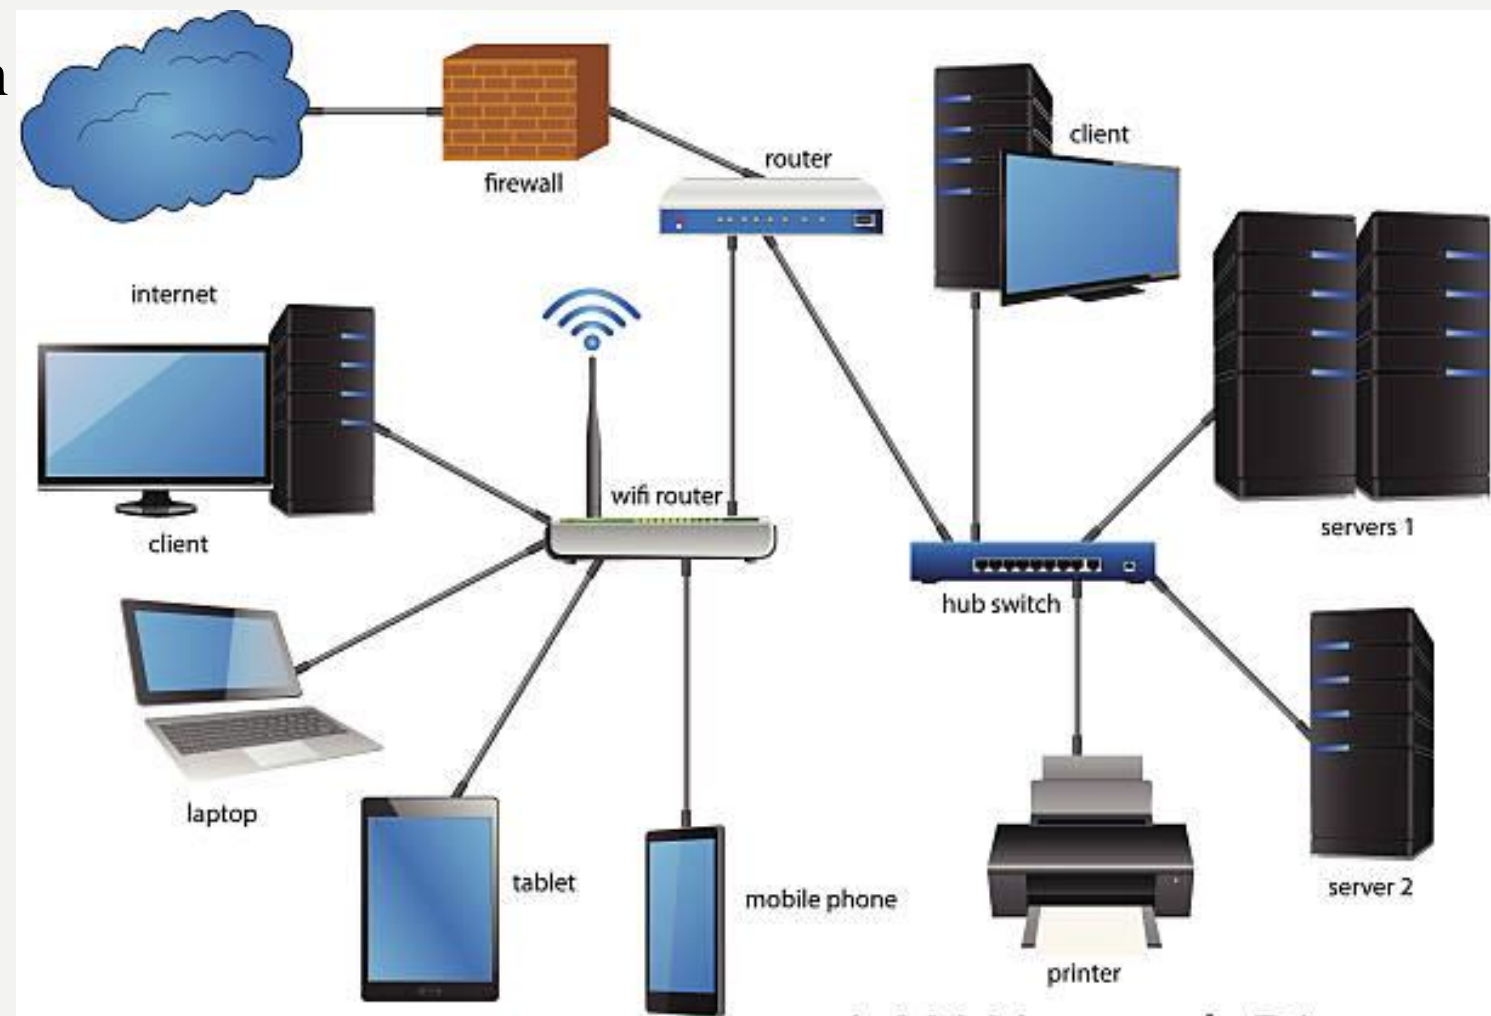 firewall
router
client
internet
wifi router
client
servers 1
hub switch
laptop
tablet
mobile phone
server 2
printer